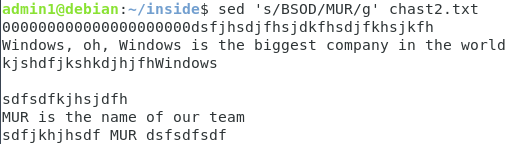 admin1@debian:~/inside$ sed 's/BSOD/MUR/g' chast2.txt
000000000000000000000dsfjhsdjfhsjdkfhsdjfkhsjkfh
Windows, oh, Windows is the biggest company in the world
kjshdfjkshkdjhjfhWindows
sdfsdfkjhsjdfh
MUR is the name of our team
sdfjkhjhsdf MUR dsfsdfsdf